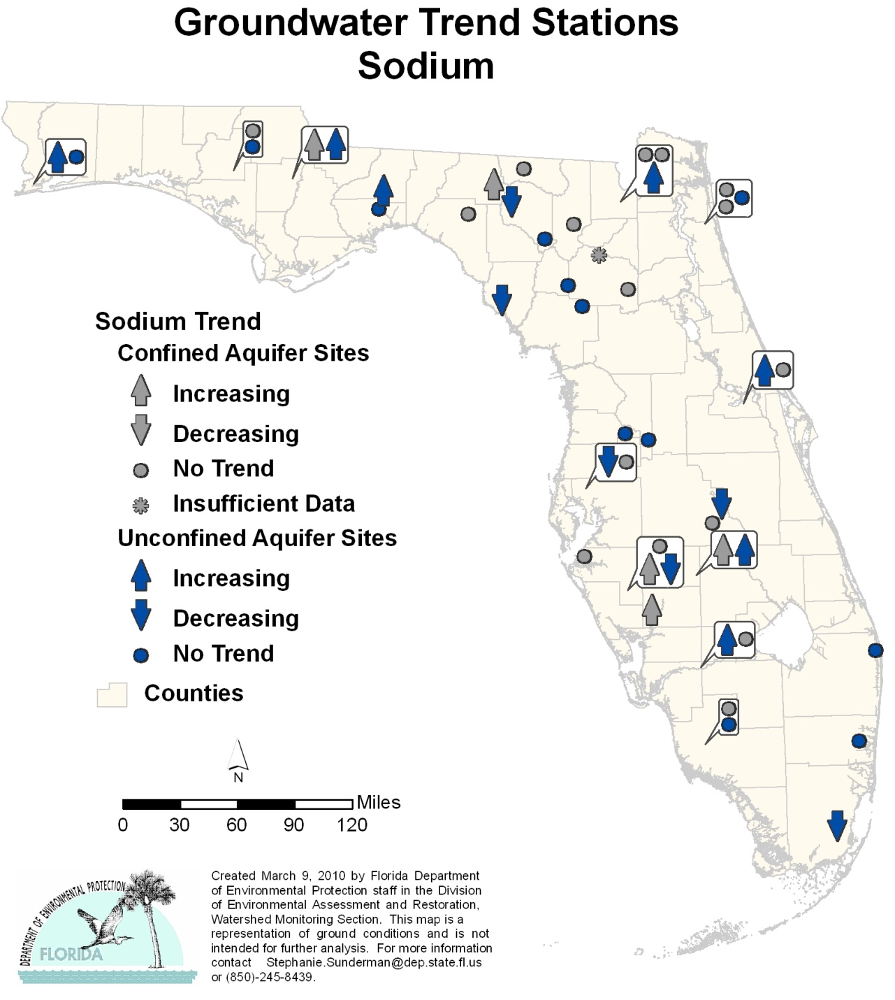 Groundwater Trend Stations
Sodium
Sodium Trend
Confined Aquifer Sites
Increasing
Decreasing
No Trend
Insufficient Data
Unconfined Aquifer Sites
Increasing
Decreasing
No Trend
Counties
N
Miles
0 30 60 90 120
DEPARTMENT OF ENVIRONMENTAL PROTECTION
FLORIDA
Created March 9, 2010 by Florida Department
of Environmental Protection staff in the Division
of Environmental Assessment and Restoration,
Watershed Monitoring Section. This map is a
representation of ground conditions and is not
intended for further analysis. For more information
contact Stephanie.Sunderman@dep.state.fl.us
or (850)-245-8439.